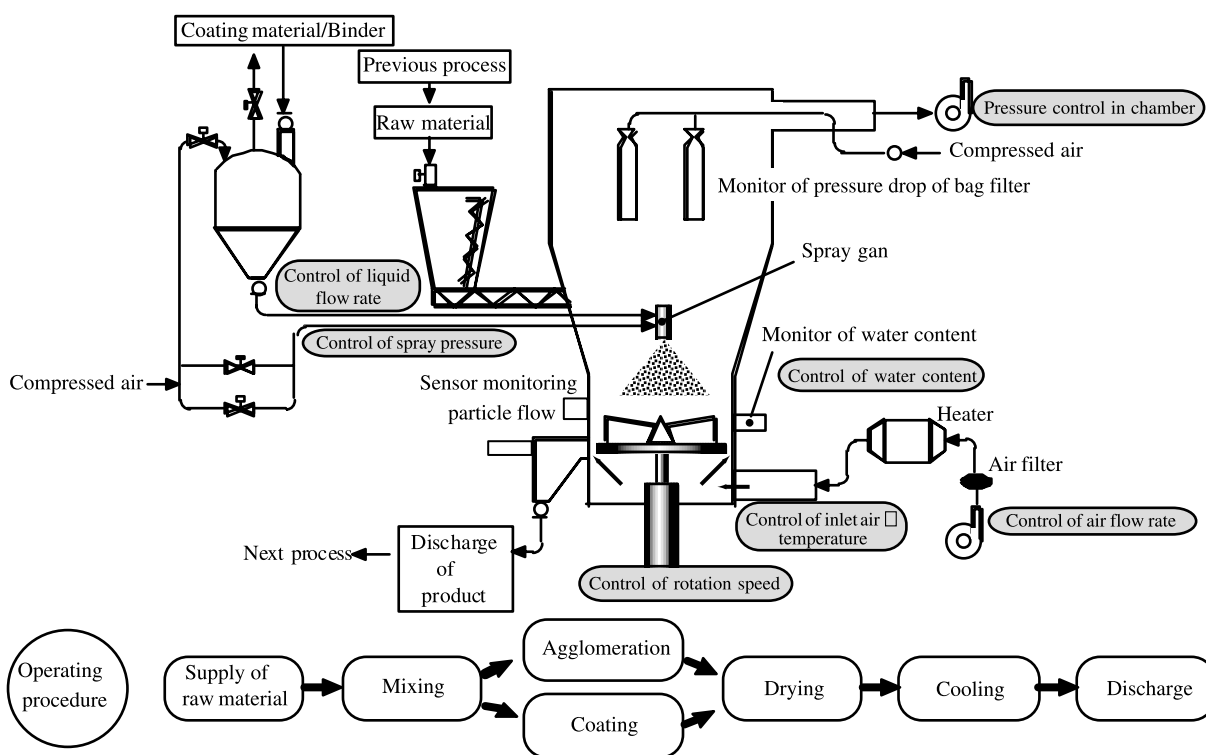 Coating material/Binder
Previous process
Raw material
Pressure control in chamber
Compressed air
Monitor of pressure drop of bag filter
Spray gan
Control of liquid
flow rate
Control of spray pressure
Compressed air
Sensor monitoring
particle flow
Monitor of water content
Control of water content
Heater
Air filter
Control of inlet air
temperature
Control of air flow rate
Next process
Discharge
of
product
Control of rotation speed
Operating
procedure
Supply of
raw material
Mixing
Agglomeration
Coating
Drying
Cooling
Discharge